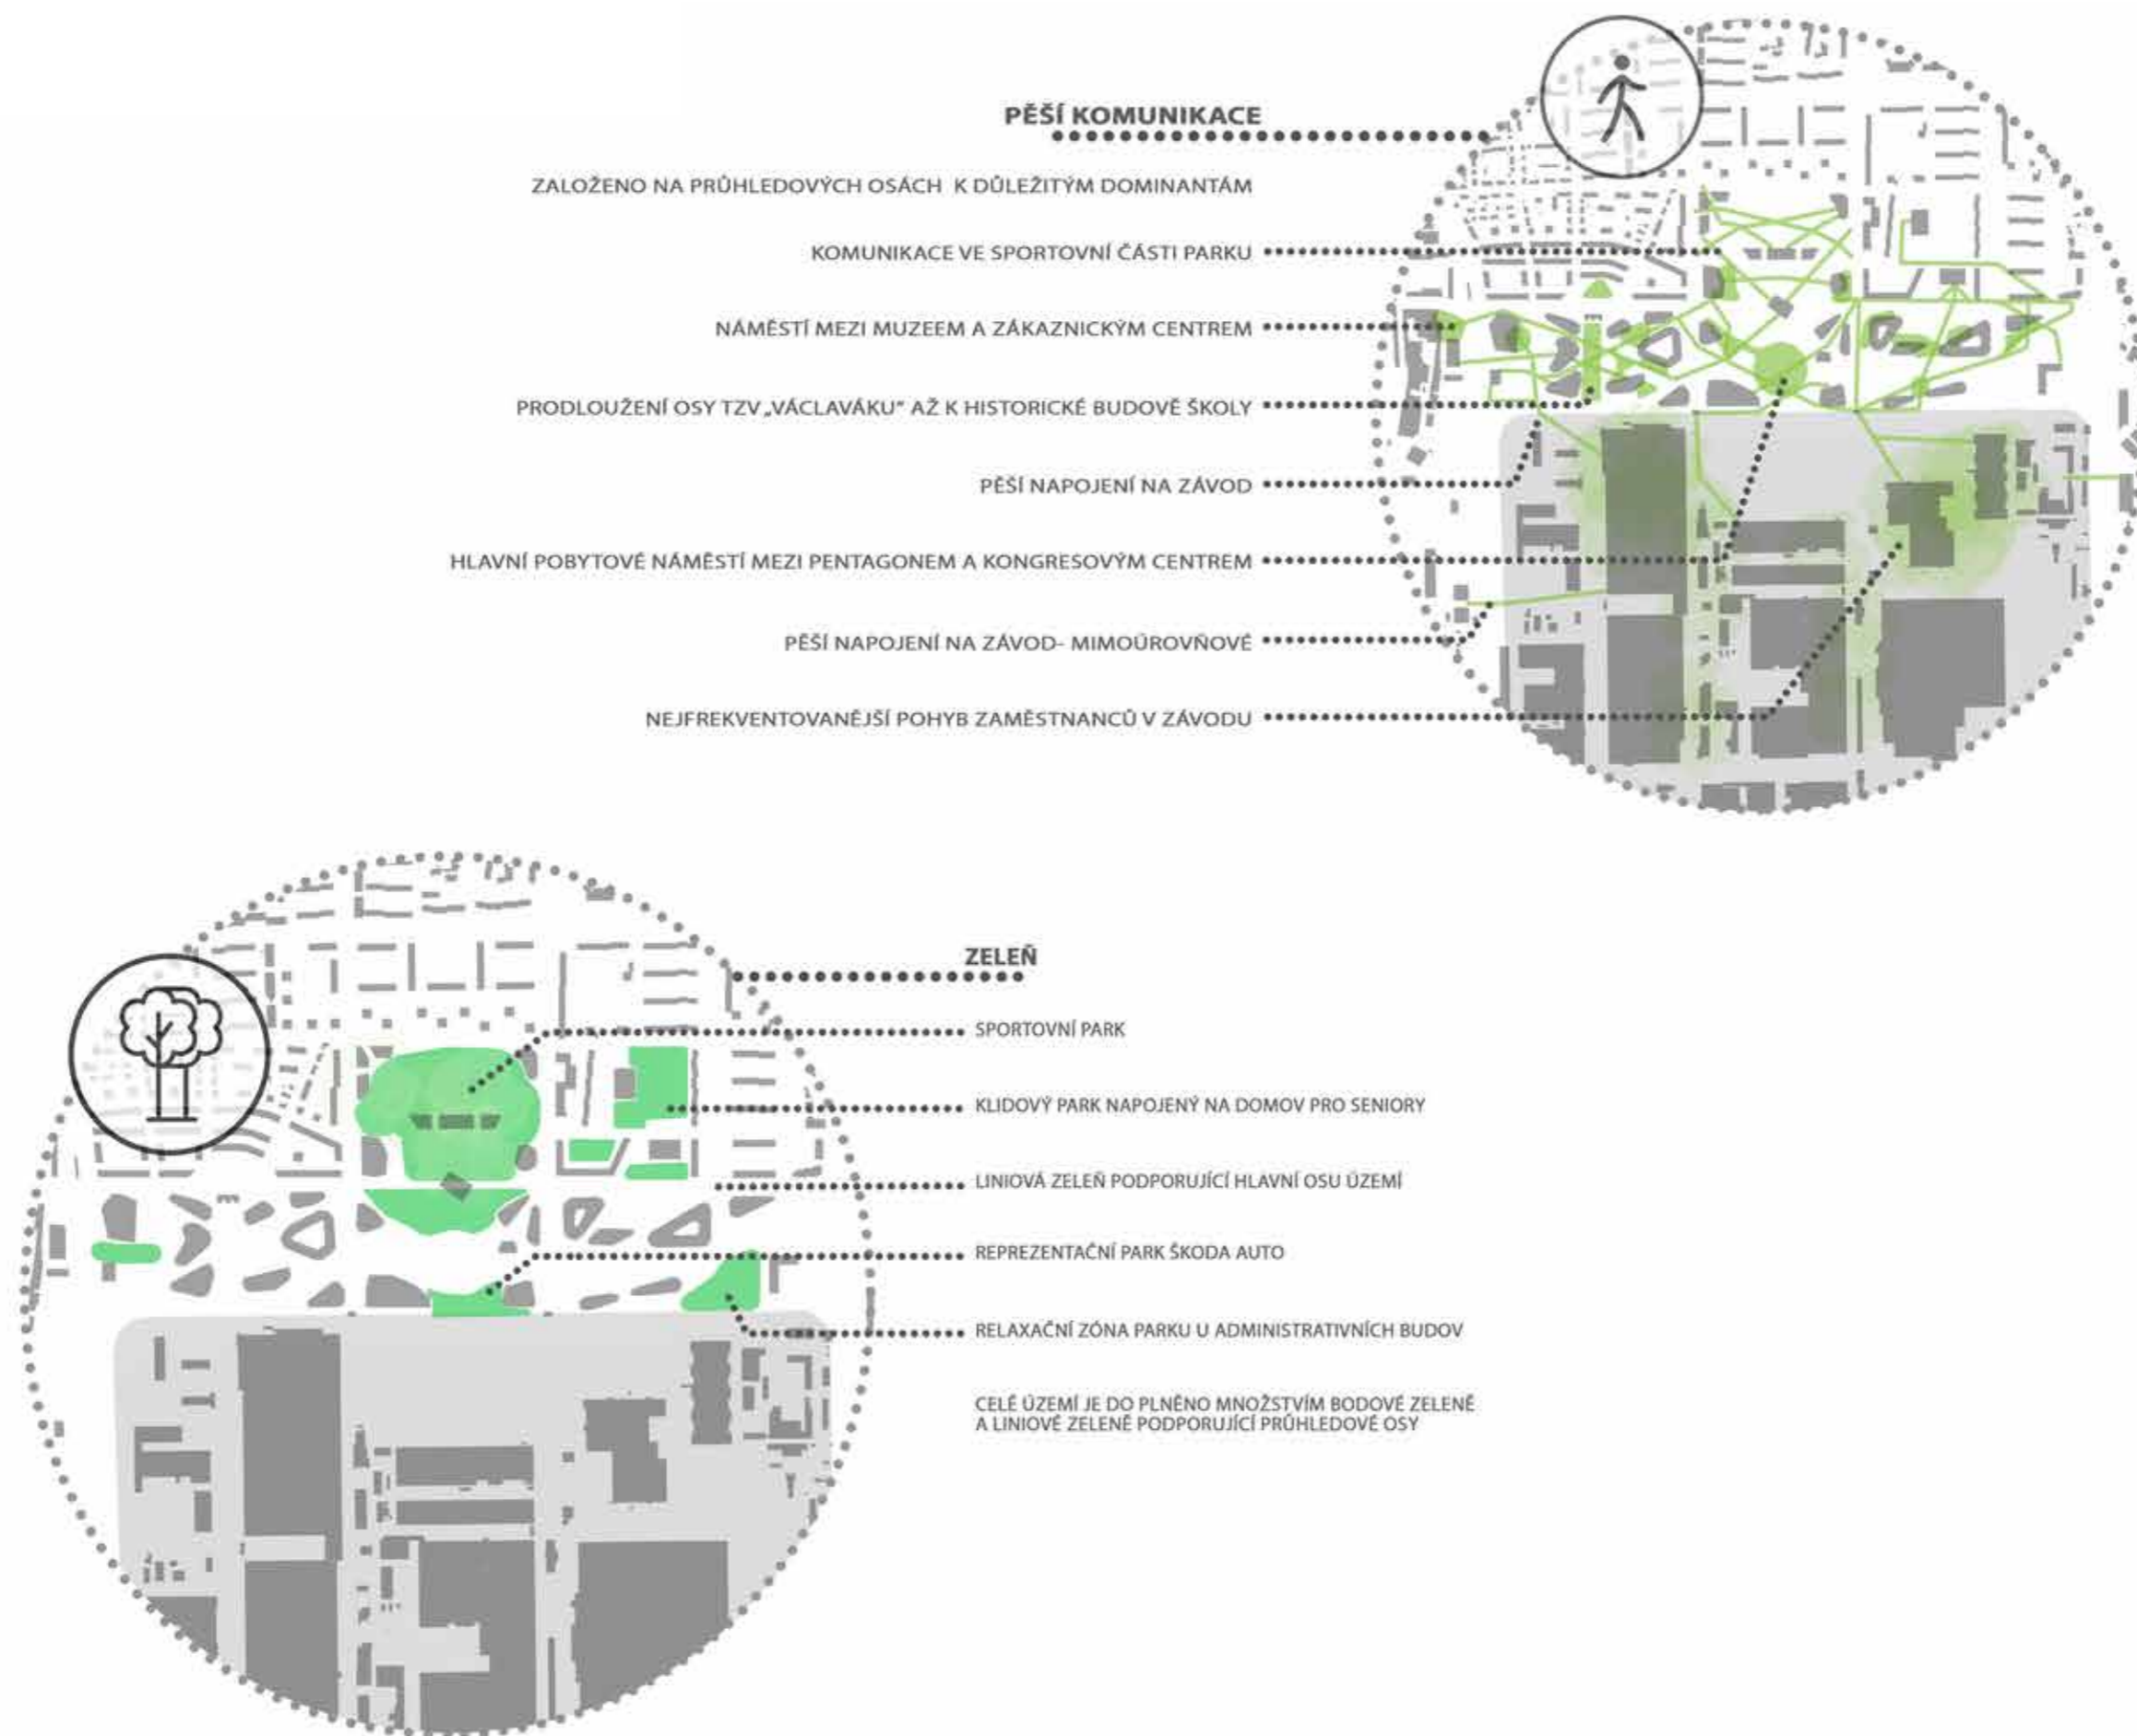 PĚŠÍ KOMUNIKACE
ZALOŽENO NA PRŮHLEDOVÝCH OSÁCH K DŮLEŽITÝM DOMINANTÁM
KOMUNIKACE VE SPORTOVNÍ ČÁSTI PARKU
NÁMĚSTÍ MEZI MUZEEM A ZÁKAZNICKÝM CENTREM
PRODLOUŽENÍ OSY TZV „VÁCLAVÁKU“ AŽ K HISTORICKÉ BUDOVĚ ŠKOLY
PĚŠÍ NAPOJENÍ NA ZÁVOD
HLAVNÍ POBYTOVÉ NÁMĚSTÍ MEZI PENTAGONEM A KONGRESOVÝM CENTREM
PĚŠÍ NAPOJENÍ NA ZÁVOD- MIMOÚROVŇOVÉ
NEJFREKVENTOVANĚJŠÍ POHYB ZAMĚSTNANCŮ V ZÁVODU
ZELEŇ
SPORTOVNÍ PARK
KLIDOVÝ PARK NAPOJENÝ NA DOMOV PRO SENIORY
LINIOVÁ ZELEŇ PODPORUJÍCÍ HLAVNÍ OSU ÚZEMÍ
REPREZENTAČNÍ PARK ŠKODA AUTO
RELAXAČNÍ ZÓNA PARKU U ADMINISTRATIVNÍCH BUDOV
CELÉ ÚZEMÍ JE DO PLNĚNO MNOŽSTVÍM BODOVÉ ZELENĚ
A LINIOVÉ ZELENĚ PODPORUJÍCÍ PRŮHLEDOVÉ OSY